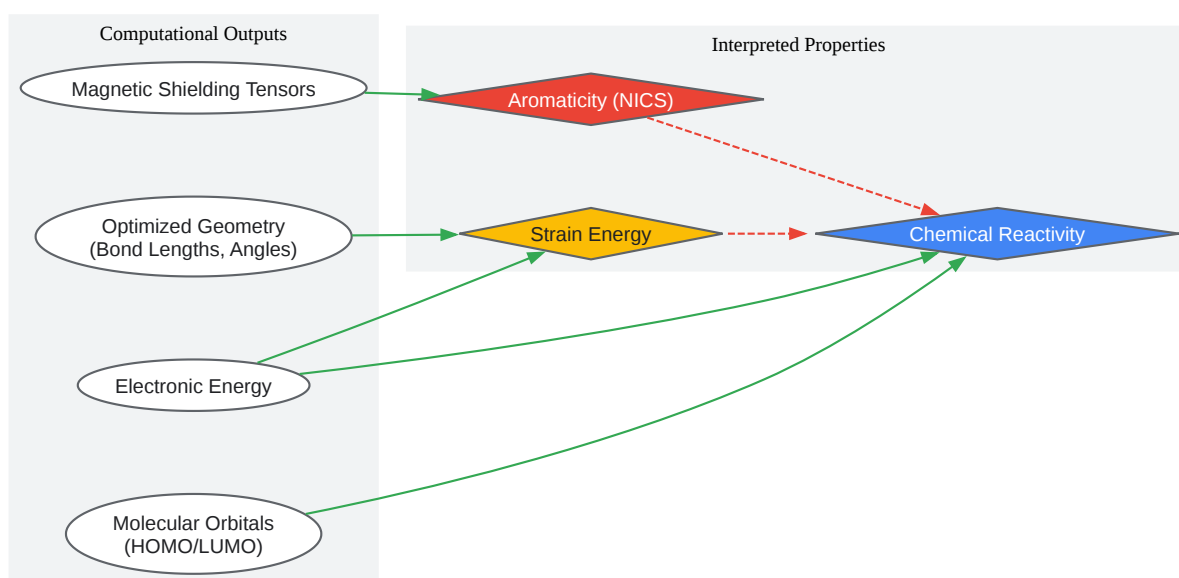 Computational Outputs
Interpreted Properties
Magnetic Shielding Tensors
Aromaticity (NICS)
Optimized Geometry
(Bond Lengths, Angles)
Strain Energy
Chemical Reactivity
Electronic Energy
Molecular Orbitals
(HOMO/LUMO)